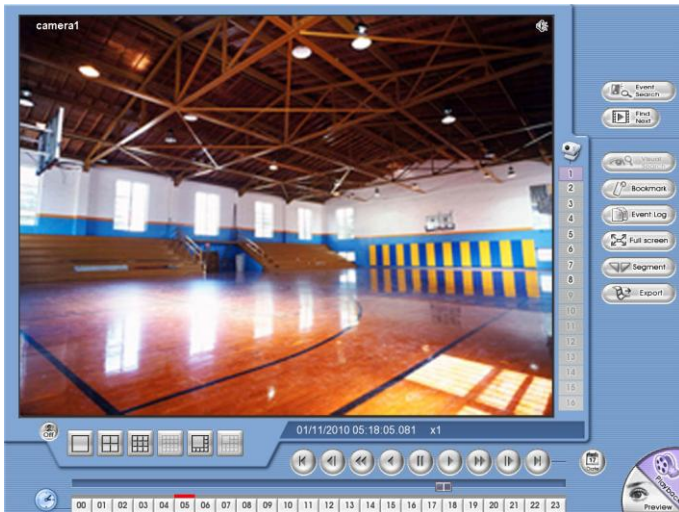 camera1
Event
Search
Find
Next
1
2
3
4
5
6
7
8
9
10
11
12
13
14
15
16
Bookmark
Event Log
Full screen
Segment
Export
Off
01/11/2010 05:18:05.081 x1
17
00 01 02 03 04 05 06 07 08 09 10 11 12 13 14 15 16 17 18 19 20 21 22 23
Playback
Preview